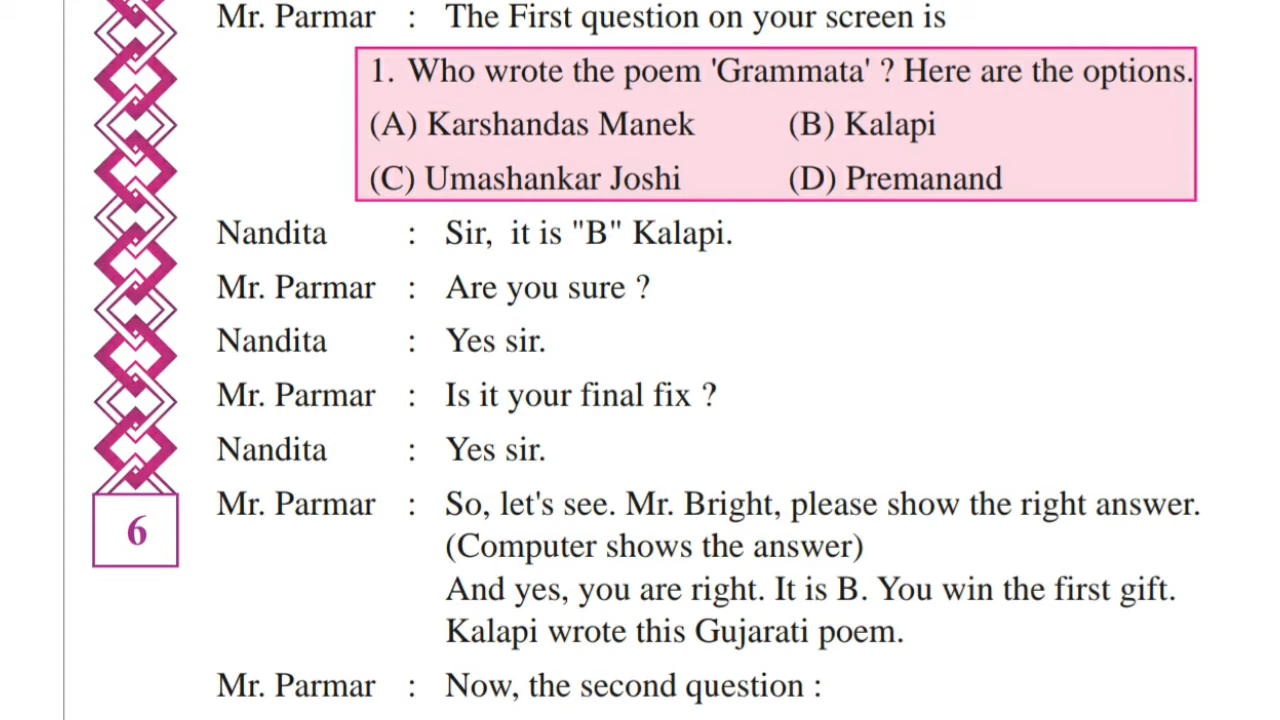 Mr. Parmar : The First question on your screen is
1. Who wrote the poem 'Grammata' ? Here are the options.
(A) Karshandas Manek (B) Kalapi
(C) Umashankar Joshi (D) Premanand
Nandita : Sir, it is "B" Kalapi.
Mr. Parmar : Are you sure ?
Nandita : Yes sir.
Mr. Parmar : Is it your final fix ?
Nandita : Yes sir.
Mr. Parmar : So, let's see. Mr. Bright, please show the right answer.
(Computer shows the answer)
And yes, you are right. It is B. You win the first gift.
Kalapi wrote this Gujarati poem.
Mr. Parmar : Now, the second question :
6